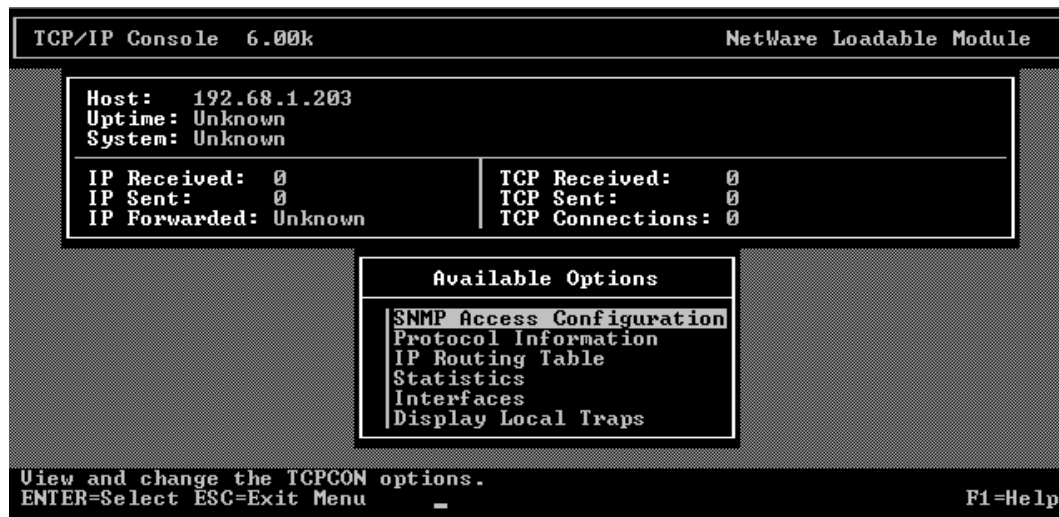 TCP/IP Console 6.00k NetWare Loadable Module
Host: 192.68.1.203
Uptime: Unknown
System: Unknown
IP Received: 0 TCP Received: 0
IP Sent: 0 TCP Sent: 0
IP Forwarded: Unknown TCP Connections: 0
Available Options
SNMP Access Configuration
Protocol Information
IP Routing Table
Statistics
Interfaces
Display Local Traps
View and change the TCPCON options.
ENTER=Select ESC=Exit Menu F1=Help